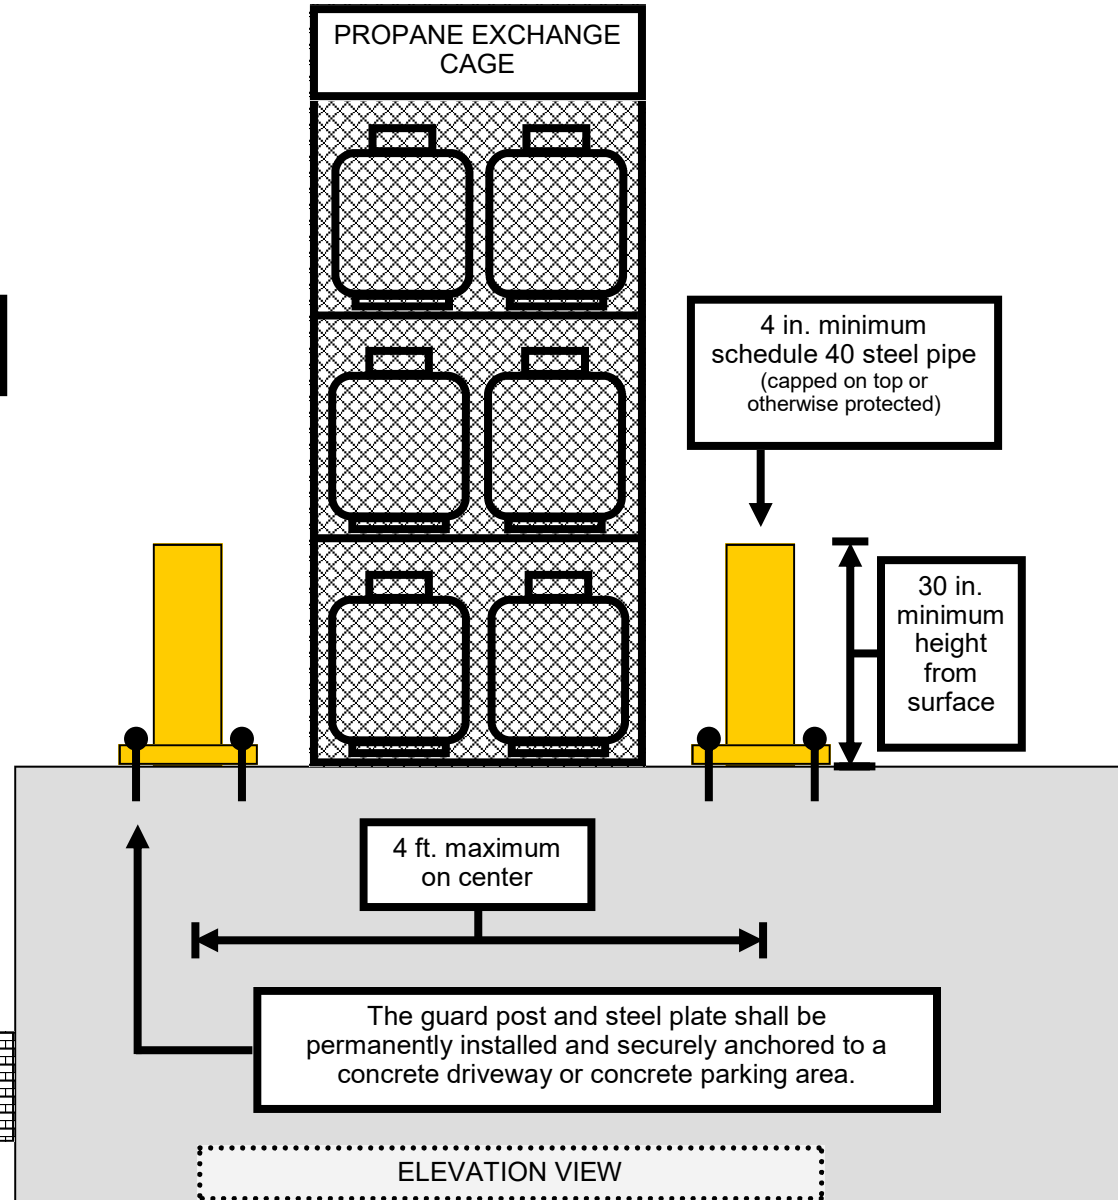 PROPANE EXCHANGE
CAGE
4 in. minimum
schedule 40 steel pipe
(capped on top or
otherwise protected)
30 in.
minimum
height
from
surface
4 ft. maximum
on center
The guard post and steel plate shall be
permanently installed and securely anchored to a
concrete driveway or concrete parking area.
ELEVATION VIEW